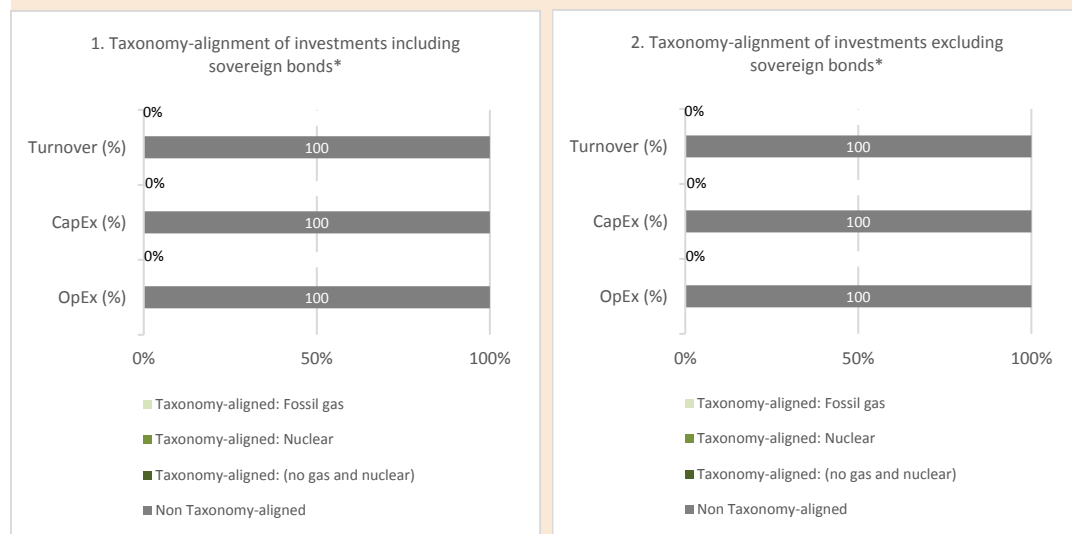 1. Taxonomy-alignment of investments including
sovereign bonds*
0%
Turnover (%)
100
0%
CapEx (%)
100
0%
OpEx (%)
100
0%
50%
100%
Taxonomy-aligned: Fossil gas
Taxonomy-aligned: Nuclear
Taxonomy-aligned: (no gas and nuclear)
Non Taxonomy-aligned
2. Taxonomy-alignment of investments excluding
sovereign bonds*
0%
Turnover (%)
100
0%
CapEx (%)
100
0%
OpEx (%)
100
0%
50%
100%
Taxonomy-aligned: Fossil gas
Taxonomy-aligned: Nuclear
Taxonomy-aligned: (no gas and nuclear)
Non Taxonomy-aligned